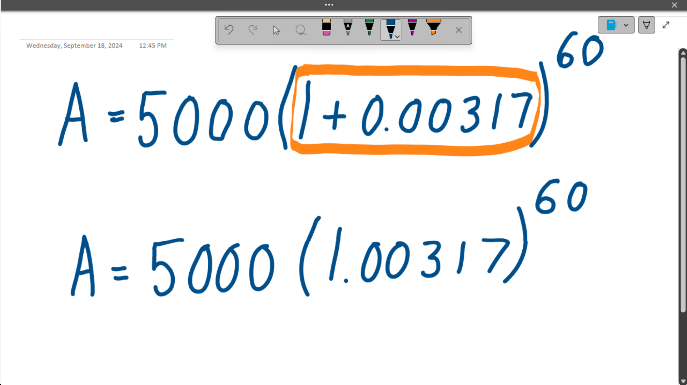 Wednesday, September 18, 2024 12:45 PM
A = 5000(1 + 0.00317)^60
A = 5000(1.00317)^60